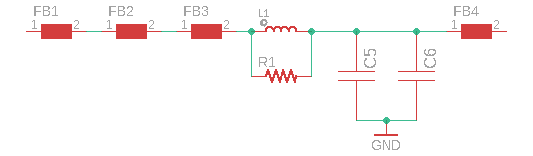 FB1 FB2 FB3 L1 FB4
1 2 1 2 1 2 1 2
R1 C5 C6
GND